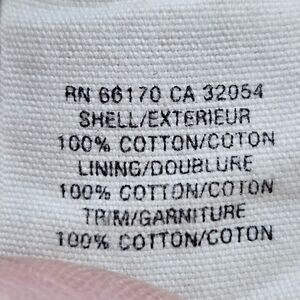 RN 66170 CA 32054
SHELL/EXTERIEUR
100% COTTON/COTON
LINING/DOUBLURE
100% COTTON/COTON
TRIM/GARNITURE
100% COTTON/COTON